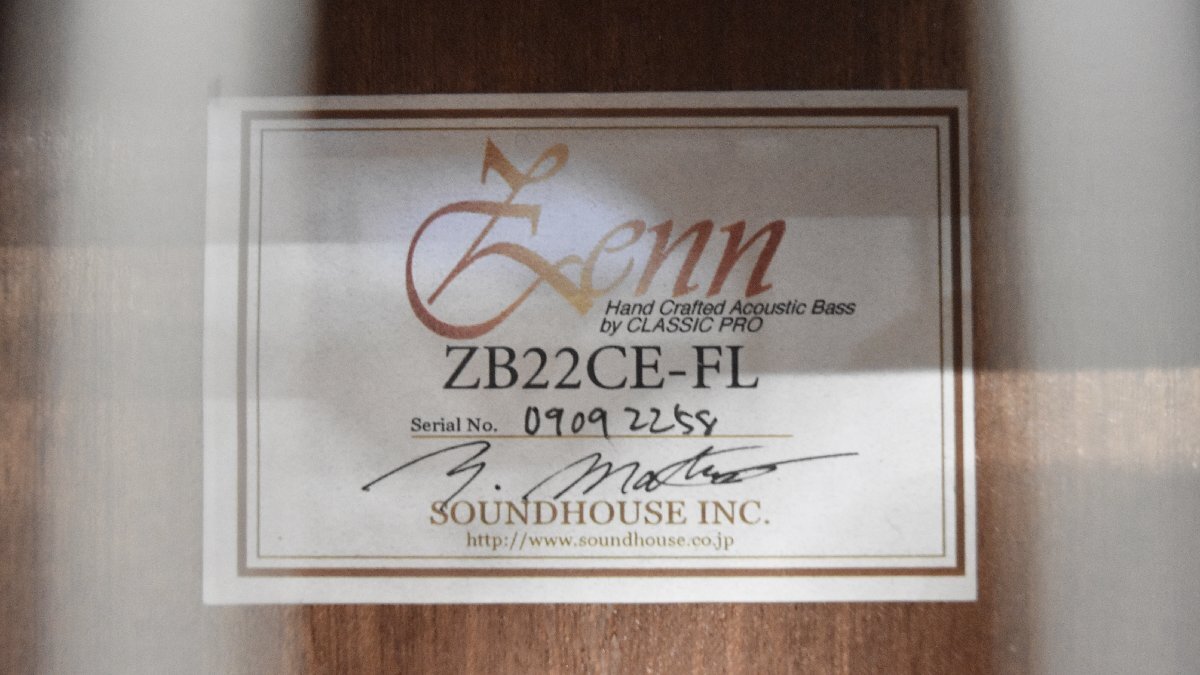 Zenn
Hand Crafted Acoustic Bass
by CLASSIC PRO
ZB22CE-FL
Serial No. 09092258
SOUNDHOUSE INC.
http://www.soundhouse.co.jp